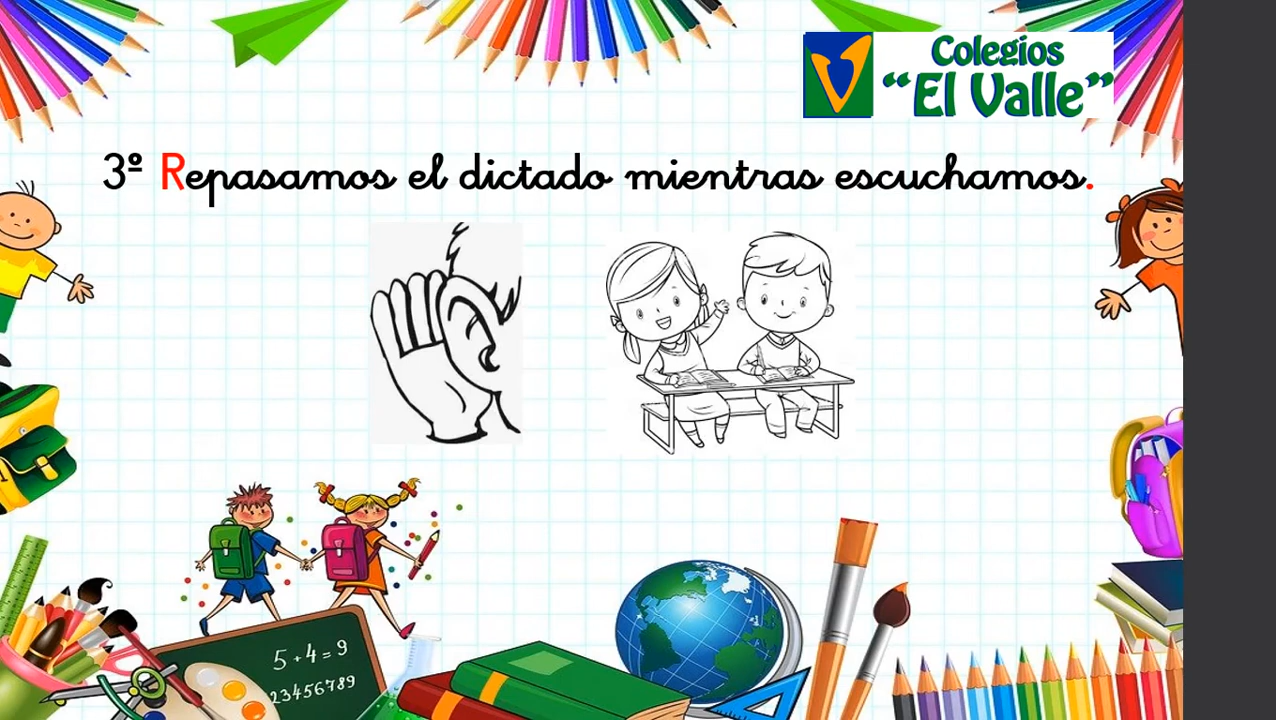 Colegios
“El Valle”
3º Repasamos el dictado mientras escuchamos.
5+4=9
23456789